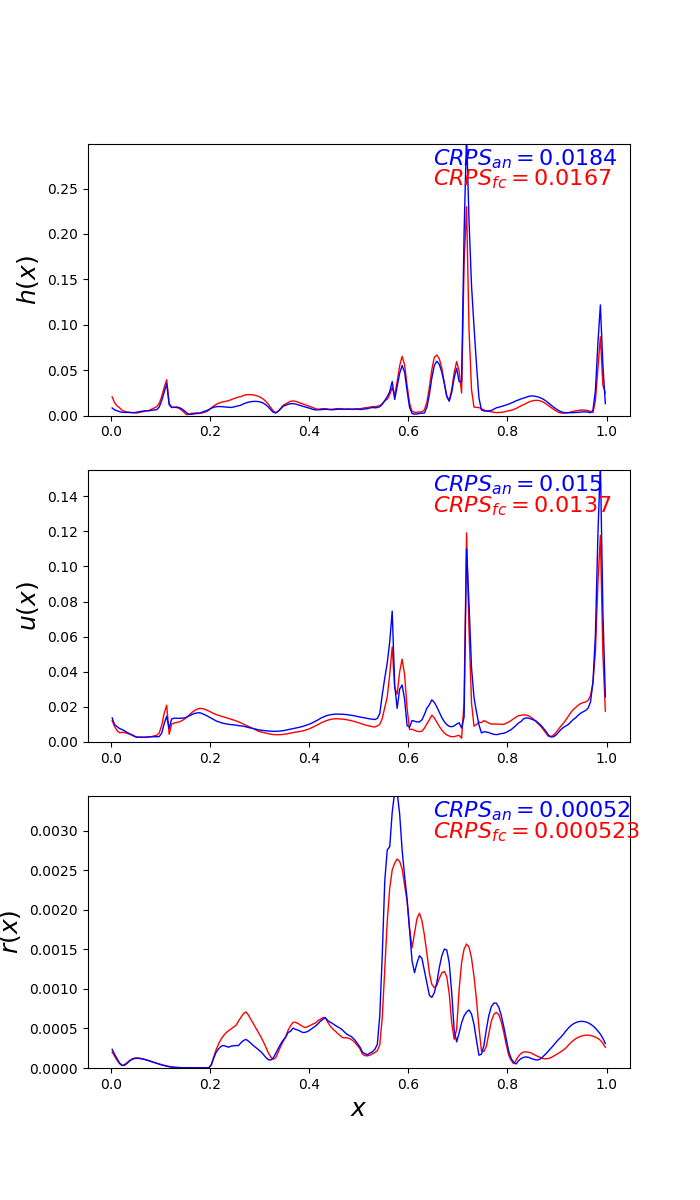 CRPS_an = 0.0184
CRPS_fc = 0.0167
h(x)
0.25
0.20
0.15
0.10
0.05
0.00
0.0 0.2 0.4 0.6 0.8 1.0
CRPS_an = 0.015
CRPS_fc = 0.0137
u(x)
0.14
0.12
0.10
0.08
0.06
0.04
0.02
0.00
0.0 0.2 0.4 0.6 0.8 1.0
CRPS_an = 0.00052
CRPS_fc = 0.000523
r(x)
0.0030
0.0025
0.0020
0.0015
0.0010
0.0005
0.0000
0.0 0.2 0.4 0.6 0.8 1.0
x